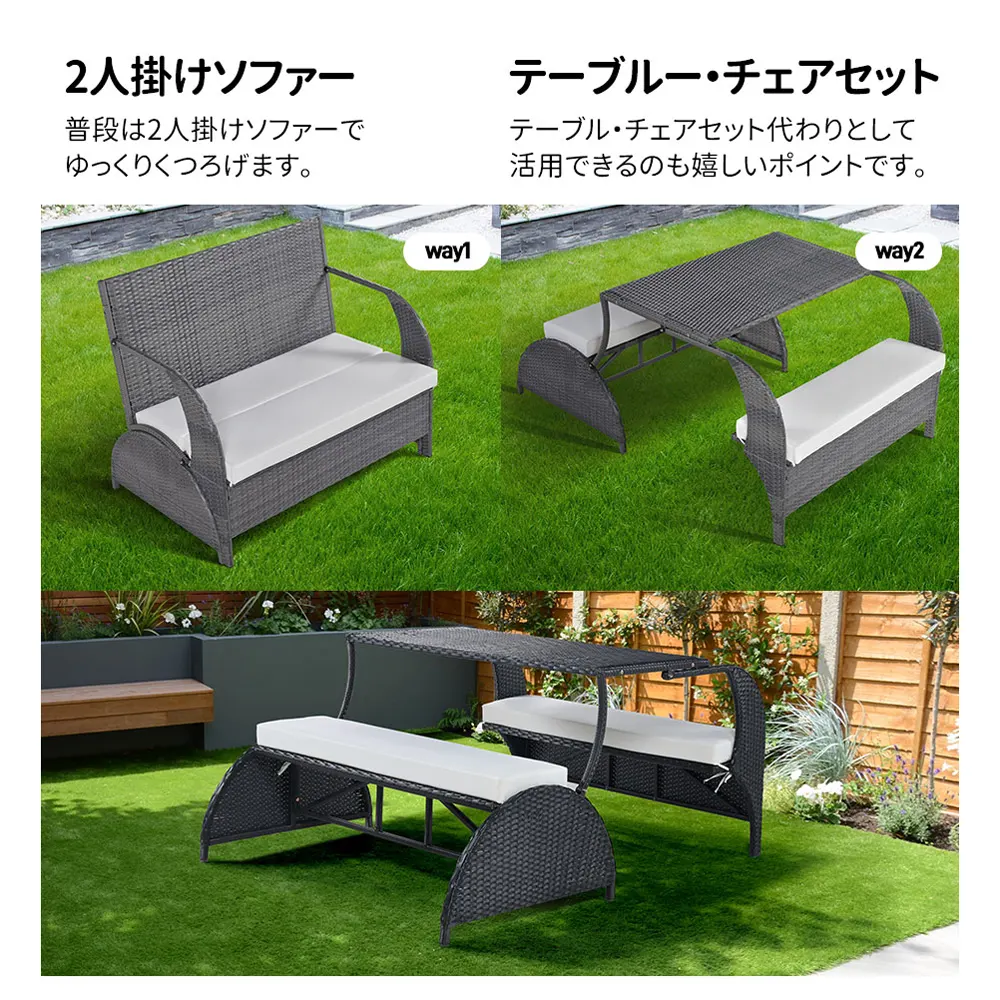 2人掛けソファー
普段は2人掛けソファーで
ゆっくりくつろげます。
テーブルー・チェアセット
テーブル・チェアセット代わりとして
活用できるのも嬉しいポイントです。
way1
way2